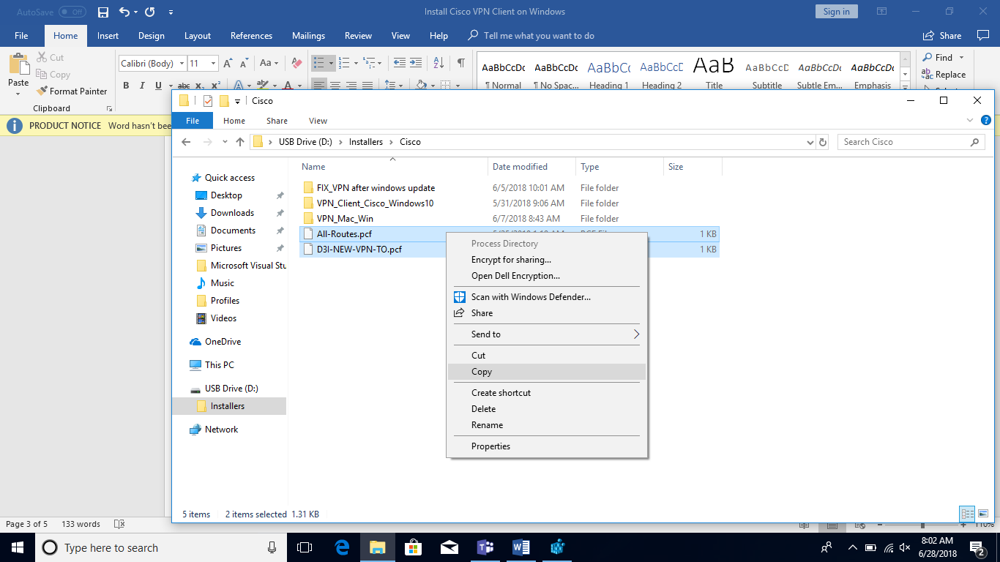 AutoSave Off Install Cisco VPN Client on Windows Sign in
File Home Insert Design Layout References Mailings Review View Help Tell me what you want to do Share
Paste
Cut
Copy
Format Painter
Clipboard
Calibri (Body) 11 A A Aa A
B I U abc x₂ x² A aby A
AaBbCcDc AaBbCcDc AaBbCc AaBbCcD AaB AaBbCcD AaBbCcDc AaBbCcDc
¶ Normal ¶ No Spac... Heading 1 Heading 2 Title Subtitle Subtle Em... Emphasis
Find
Replace
PRODUCT NOTICE Word hasn't bee
Cisco
File Home Share View
USB Drive (D:) Installers Cisco Search Cisco
Name Date modified Type Size
FIX_VPN after windows update 6/5/2018 10:01 AM File folder
VPN_Client_Cisco_Windows10 5/31/2018 9:06 AM File folder
VPN_Mac_Win 6/7/2018 8:43 AM File folder
All-Routes.pcf 1 KB
D3I-NEW-VPN-TO.pcf 1 KB
Quick access
Desktop
Downloads
Documents
Pictures
Microsoft Visual Stu
Music
Profiles
Videos
OneDrive
This PC
USB Drive (D:)
Installers
Network
Process Directory
Encrypt for sharing...
Open Dell Encryption...
Scan with Windows Defender...
Share
Send to
Cut
Copy
Create shortcut
Delete
Rename
Properties
5 items 2 items selected 1.31 KB
Page 3 of 5 133 words 110%
Type here to search
8:02 AM
6/28/2018
2